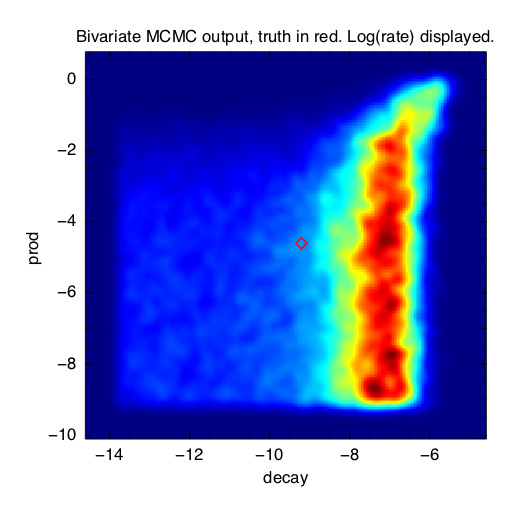 Bivariate MCMC output, truth in red. Log(rate) displayed.
0
−2
−4
prod
−6
−8
−10
−14 −12 −10 −8 −6
decay